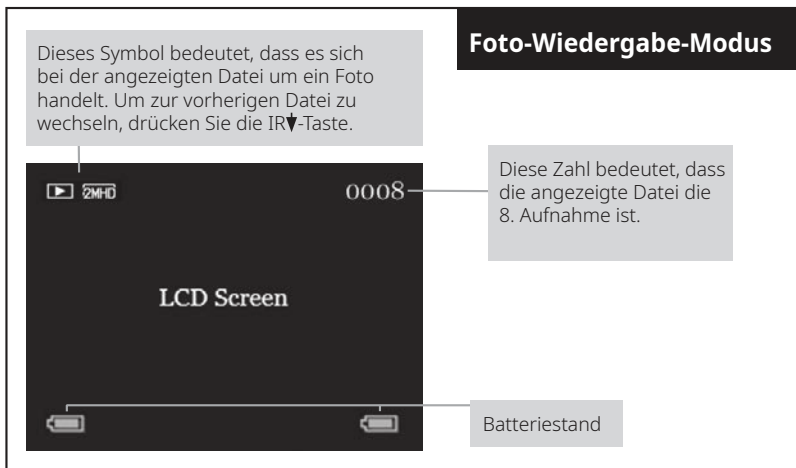 Foto-Wiedergabe-Modus
Dieses Symbol bedeutet, dass es sich
bei der angezeigten Datei um ein Foto
handelt. Um zur vorherigen Datei zu
wechseln, drücken Sie die IR▼-Taste.
2MHD
0008
Diese Zahl bedeutet, dass
die angezeigte Datei die
8. Aufnahme ist.
LCD Screen
Batteriestand